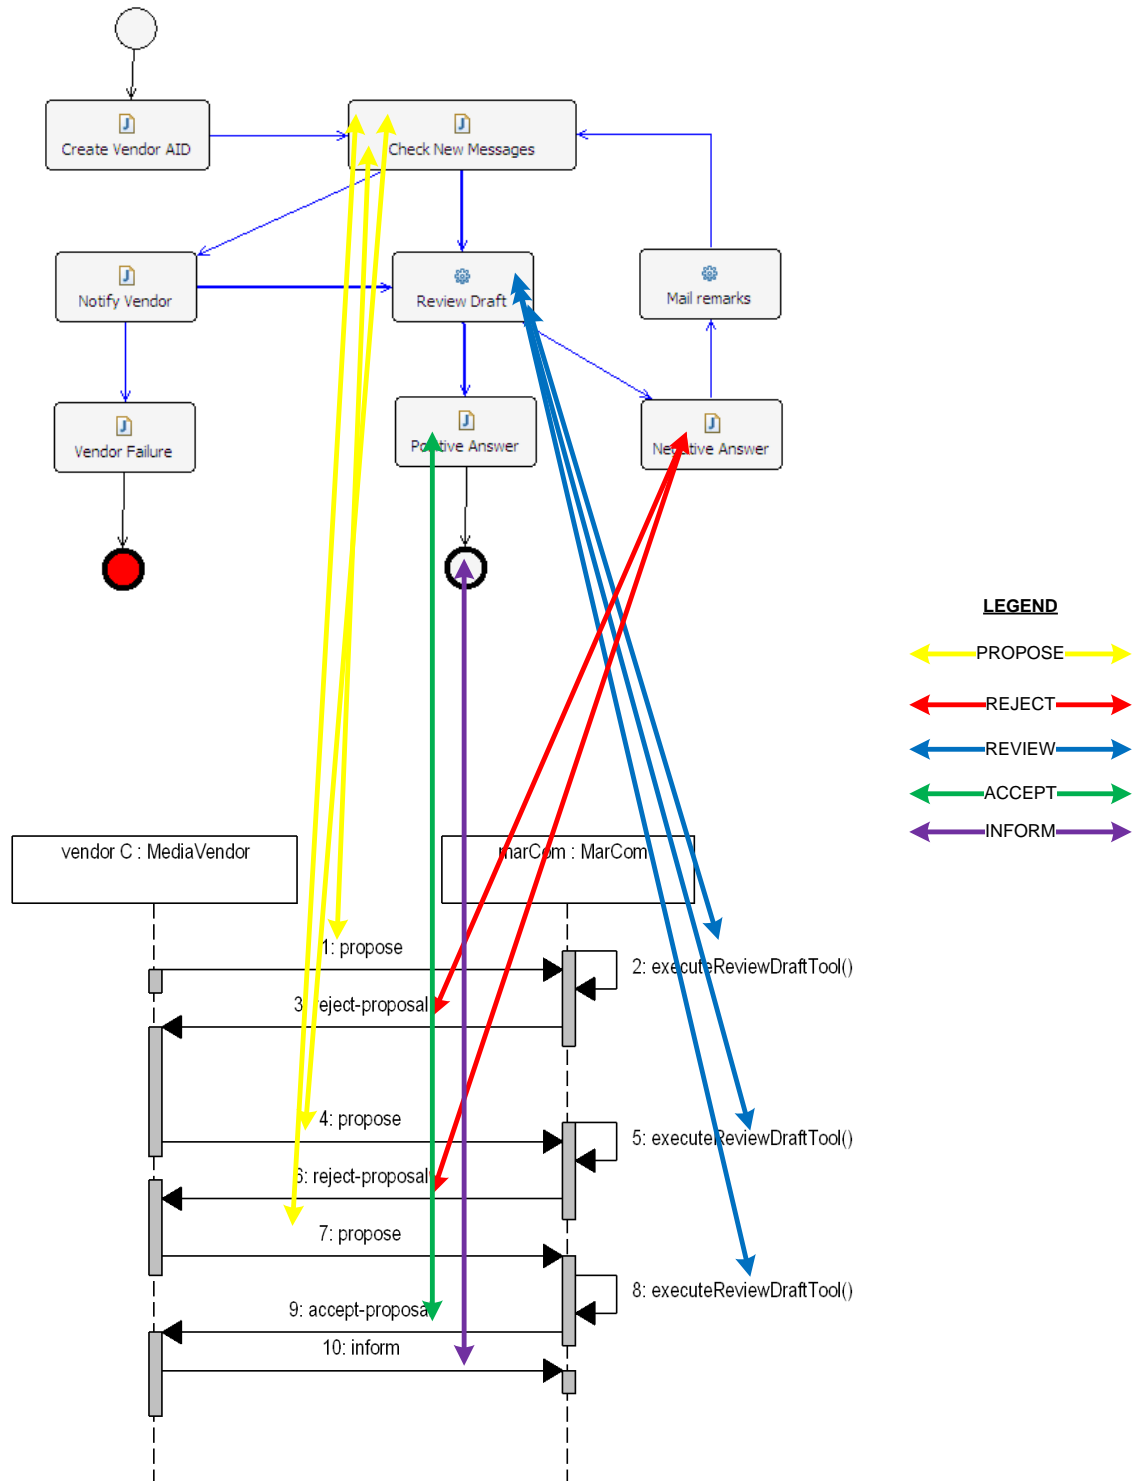 Create Vendor AID
Check New Messages
Notify Vendor
Review Draft
Mail remarks
Vendor Failure
Positive Answer
Negative Answer
LEGEND
PROPOSE
REJECT
REVIEW
ACCEPT
INFORM
vendor C : MediaVendor
marCom : MarCom
1: propose
2: executeReviewDraftTool()
3: reject-proposal
4: propose
5: executeReviewDraftTool()
6: reject-proposal
7: propose
8: executeReviewDraftTool()
9: accept-proposal
10: inform